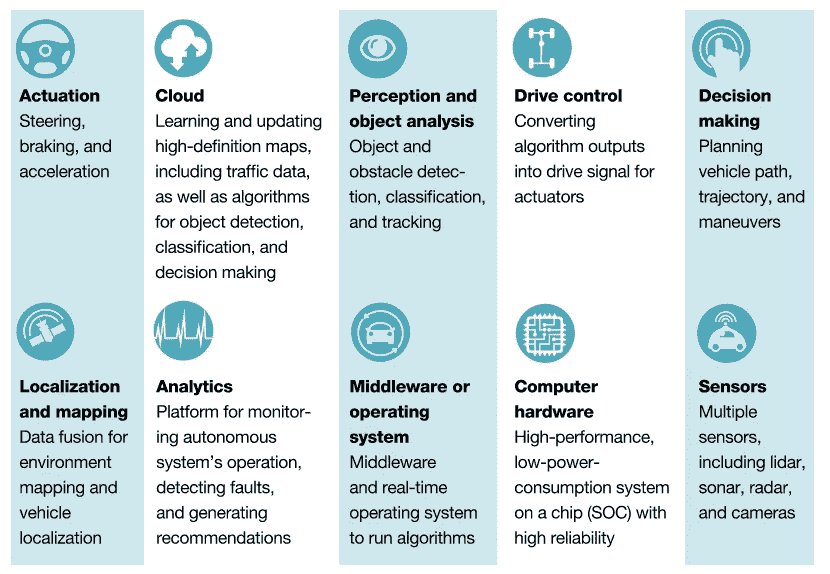 Actuation
Steering,
braking, and
acceleration
Cloud
Learning and updating
high-definition maps,
including traffic data,
as well as algorithms
for object detection,
classification, and
decision making
Perception and
object analysis
Object and
obstacle detec-
tion, classification,
and tracking
Drive control
Converting
algorithm outputs
into drive signal for
actuators
Decision
making
Planning
vehicle path,
trajectory, and
maneuvers
Localization
and mapping
Data fusion for
environment
mapping and
vehicle
localization
Analytics
Platform for monitor-
ing autonomous
system’s operation,
detecting faults,
and generating
recommendations
Middleware or
operating
system
Middleware
and real-time
operating system
to run algorithms
Computer
hardware
High-performance,
low-power-
consumption system
on a chip (SOC) with
high reliability
Sensors
Multiple
sensors,
including lidar,
sonar, radar,
and cameras